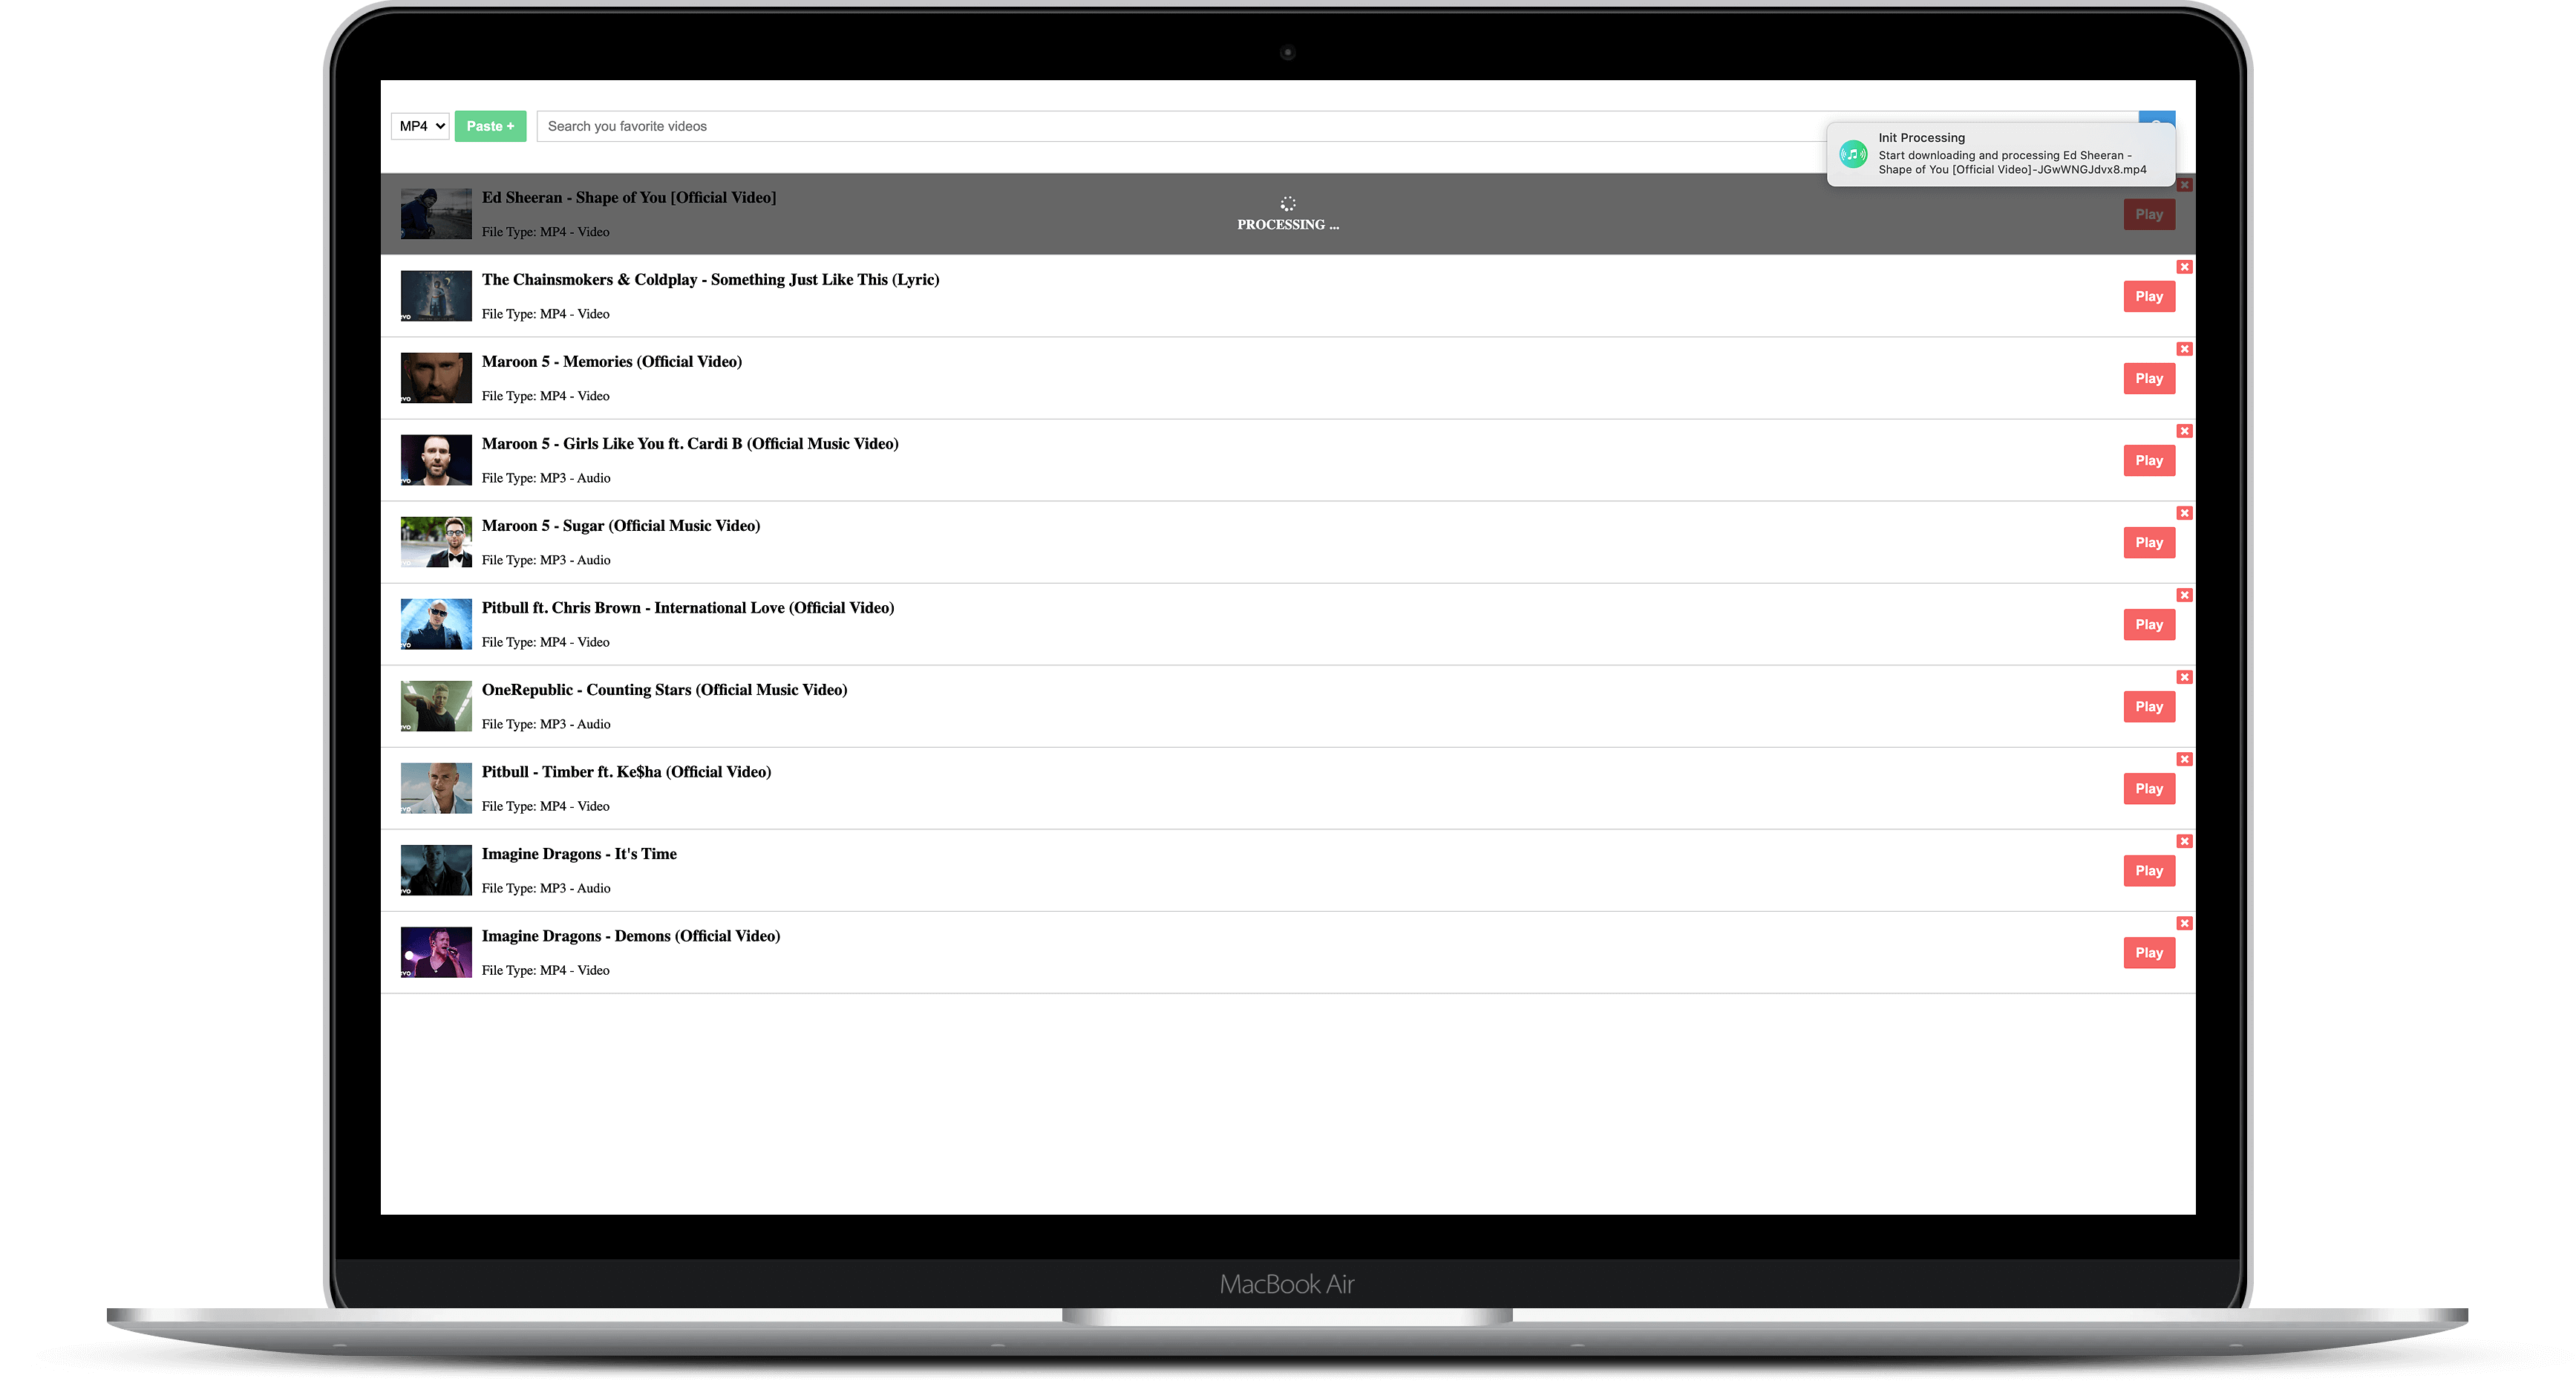 MP4 Paste + Search you favorite videos
Init Processing
Start downloading and processing Ed Sheeran -
Shape of You [Official Video]-JGwWNGJdvx8.mp4
Ed Sheeran - Shape of You [Official Video]
File Type: MP4 - Video
PROCESSING ...
Play
The Chainsmokers & Coldplay - Something Just Like This (Lyric)
File Type: MP4 - Video
Play
Maroon 5 - Memories (Official Video)
File Type: MP4 - Video
Play
Maroon 5 - Girls Like You ft. Cardi B (Official Music Video)
File Type: MP3 - Audio
Play
Maroon 5 - Sugar (Official Music Video)
File Type: MP3 - Audio
Play
Pitbull ft. Chris Brown - International Love (Official Video)
File Type: MP4 - Video
Play
OneRepublic - Counting Stars (Official Music Video)
File Type: MP3 - Audio
Play
Pitbull - Timber ft. Ke$ha (Official Video)
File Type: MP4 - Video
Play
Imagine Dragons - It's Time
File Type: MP3 - Audio
Play
Imagine Dragons - Demons (Official Video)
File Type: MP4 - Video
Play
MacBook Air